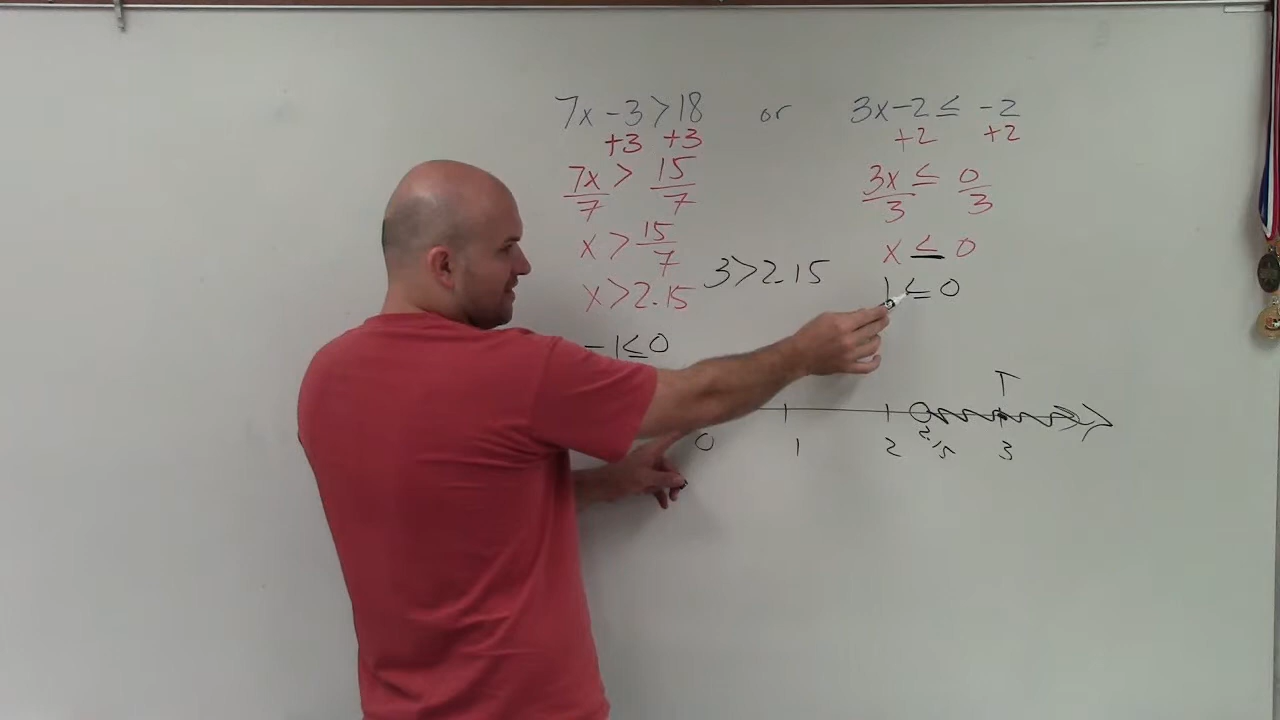 7x - 3 > 18 or 3x - 2 ≤ -2
+3 +3 +2 +2
7x/7 > 15/7 3x/3 ≤ 0/3
x > 15/7 x ≤ 0
x > 2.15 3 > 2.15 1 ≤ 0
-1 ≤ 0
T
0 1 2 2.15 3